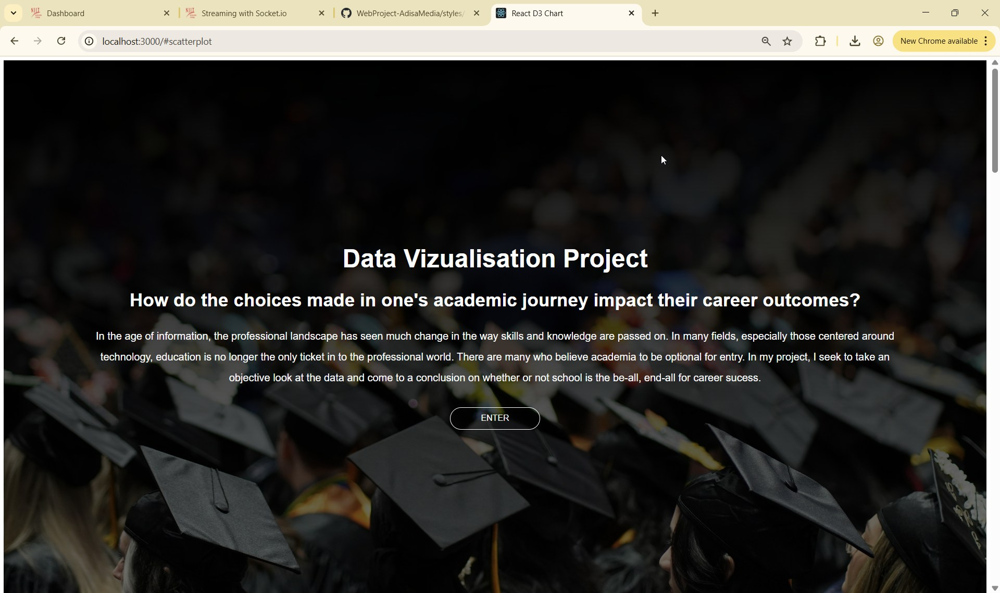 Dashboard
Streaming with Socket.io
WebProject-AdisaMedia/styles/
React D3 Chart
localhost:3000/#scatterplot
New Chrome available
Data Vizualisation Project
How do the choices made in one's academic journey impact their career outcomes?
In the age of information, the professional landscape has seen much change in the way skills and knowledge are passed on. In many fields, especially those centered around
technology, education is no longer the only ticket in to the professional world. There are many who believe academia to be optional for entry. In my project, I seek to take an
objective look at the data and come to a conclusion on whether or not school is the be-all, end-all for career sucess.
ENTER